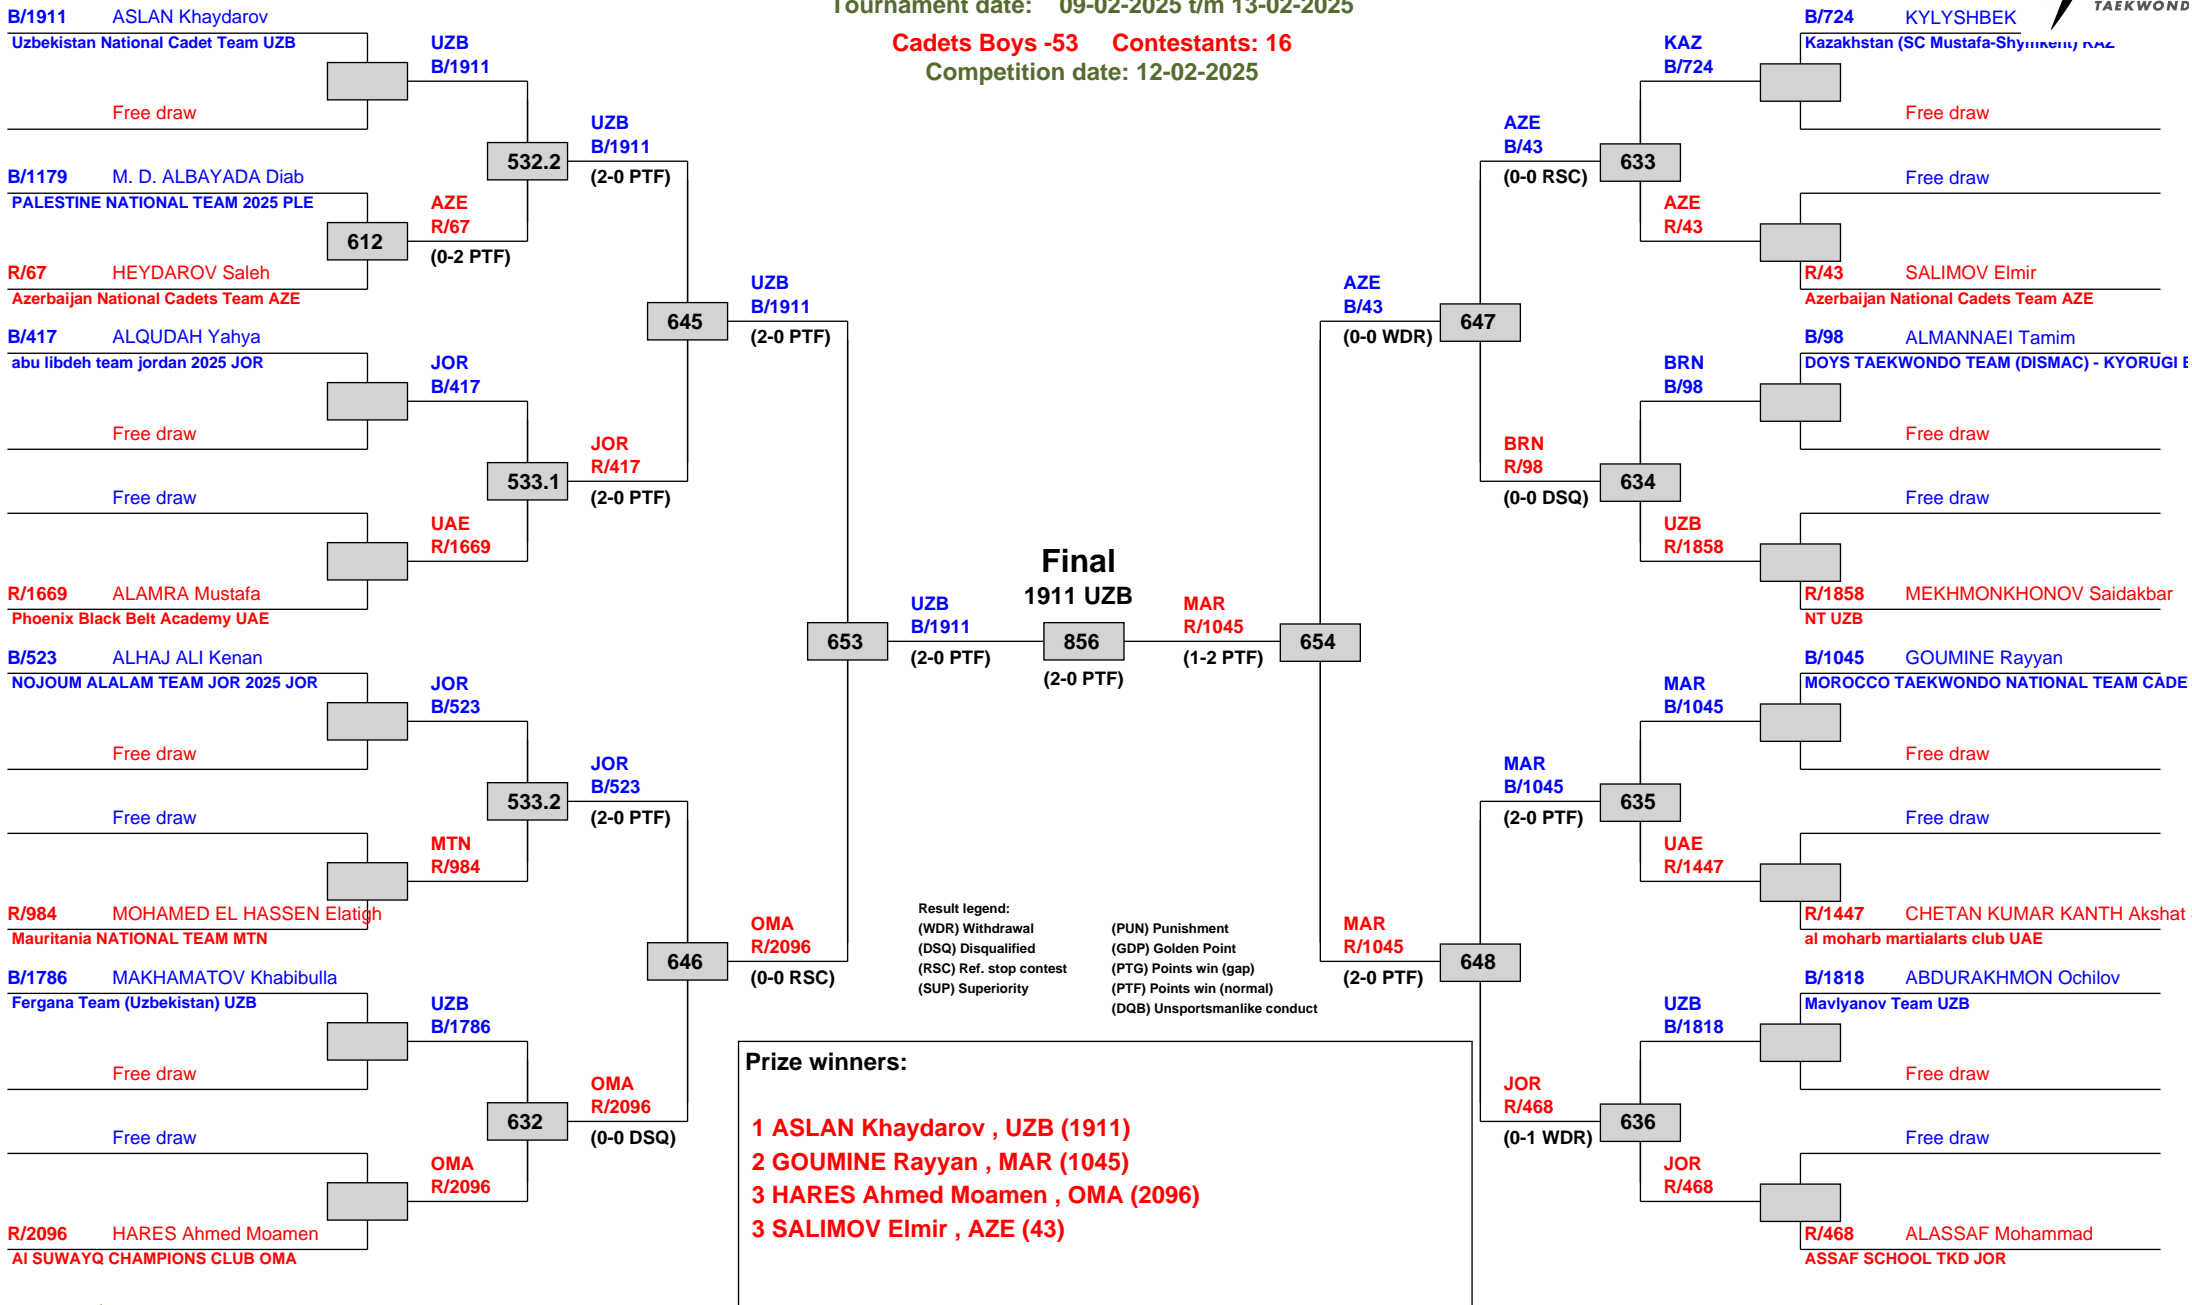 Tournament date: 09-02-2025 t/m 13-02-2025
Cadets Boys -53 Contestants: 16
Competition date: 12-02-2025
B/1911 ASLAN Khaydarov
Uzbekistan National Cadet Team UZB
Free draw
B/1179 M. D. ALBAYADA Diab
PALESTINE NATIONAL TEAM 2025 PLE
R/67 HEYDAROV Saleh
Azerbaijan National Cadets Team AZE
B/417 ALQUDAH Yahya
abu libdeh team jordan 2025 JOR
Free draw
Free draw
R/1669 ALAMRA Mustafa
Phoenix Black Belt Academy UAE
B/523 ALHAJ ALI Kenan
NOJOUM ALALAM TEAM JOR 2025 JOR
Free draw
Free draw
R/984 MOHAMED EL HASSEN Elatigh
Mauritania NATIONAL TEAM MTN
B/1786 MAKHAMATOV Khabibulla
Fergana Team (Uzbekistan) UZB
Free draw
Free draw
R/2096 HARES Ahmed Moamen
Al SUWAYQ CHAMPIONS CLUB OMA
UZB
B/1911
612
AZE
R/67
(0-2 PTF)
JOR
B/417
UAE
R/1669
JOR
B/523
MTN
R/984
UZB
B/1786
OMA
R/2096
532.2
UZB
B/1911
(2-0 PTF)
533.1
JOR
R/417
(2-0 PTF)
533.2
JOR
B/523
(2-0 PTF)
632
OMA
R/2096
(0-0 DSQ)
645
UZB
B/1911
(2-0 PTF)
646
OMA
R/2096
(0-0 RSC)
653
UZB
B/1911
(2-0 PTF)
Final
1911 UZB
856
(2-0 PTF)
MAR
R/1045
(1-2 PTF)
654
AZE
B/43
(0-0 WDR)
647
MAR
R/1045
(2-0 PTF)
648
AZE
B/43
(0-0 RSC)
633
BRN
R/98
(0-0 DSQ)
634
MAR
B/1045
(2-0 PTF)
635
JOR
R/468
(0-1 WDR)
636
KAZ
B/724
AZE
R/43
BRN
B/98
UZB
R/1858
MAR
B/1045
UAE
R/1447
UZB
B/1818
JOR
R/468
TAEKWOND
B/724 KYLYSHBEK
Kazakhstan (SC Mustafa-Shymkent) KAZ
Free draw
Free draw
R/43 SALIMOV Elmir
Azerbaijan National Cadets Team AZE
B/98 ALMANNAEI Tamim
DOYS TAEKWONDO TEAM (DISMAC) - KYORUGI
Free draw
Free draw
R/1858 MEKHMONKHONOV Saidakbar
NT UZB
B/1045 GOUMINE Rayyan
MOROCCO TAEKWONDO NATIONAL TEAM CADE
Free draw
Free draw
R/1447 CHETAN KUMAR KANTH Akshat
al moharb martialarts club UAE
B/1818 ABDURAKHMON Ochilov
Mavlyanov Team UZB
Free draw
Free draw
R/468 ALASSAF Mohammad
ASSAF SCHOOL TKD JOR
Result legend:
(WDR) Withdrawal
(DSQ) Disqualified
(RSC) Ref. stop contest
(SUP) Superiority
(PUN) Punishment
(GDP) Golden Point
(PTG) Points win (gap)
(PTF) Points win (normal)
(DQB) Unsportsmanlike conduct
Prize winners:
1 ASLAN Khaydarov , UZB (1911)
2 GOUMINE Rayyan , MAR (1045)
3 HARES Ahmed Moamen , OMA (2096)
3 SALIMOV Elmir , AZE (43)